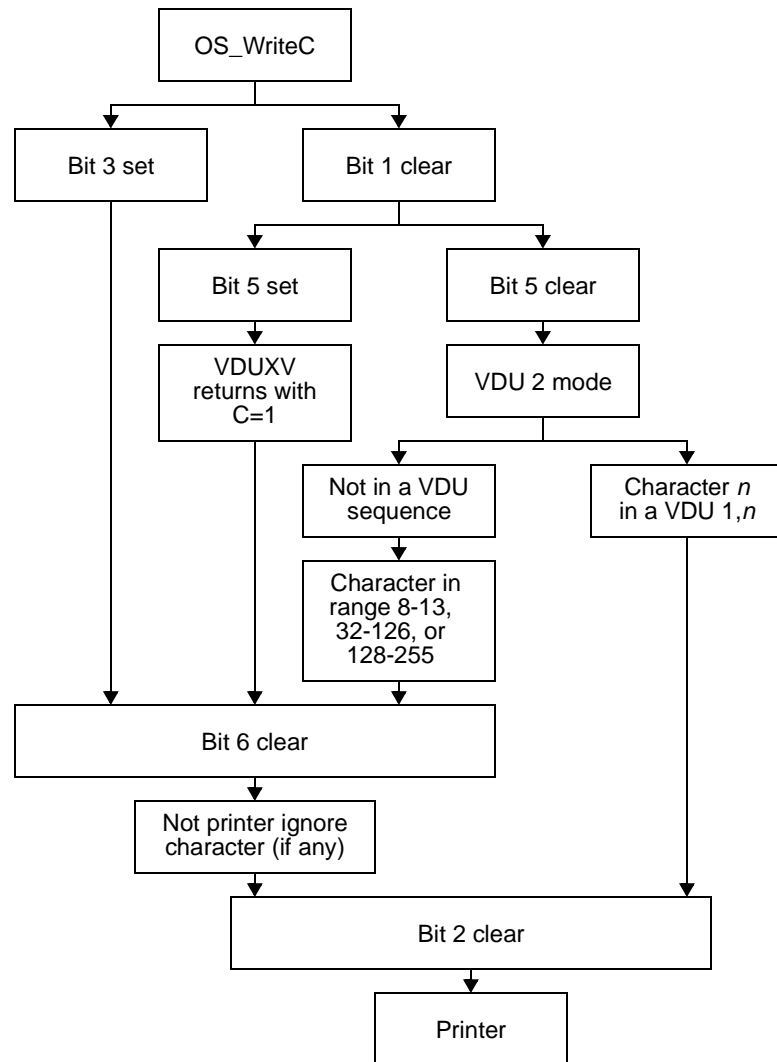 OS_WriteC
Bit 3 set
Bit 1 clear
Bit 5 set
Bit 5 clear
VDUXV
returns with
C=1
VDU 2 mode
Not in a VDU
sequence
Character n
in a VDU 1,n
Character in
range 8-13,
32-126, or
128-255
Bit 6 clear
Not printer ignore
character (if any)
Bit 2 clear
Printer